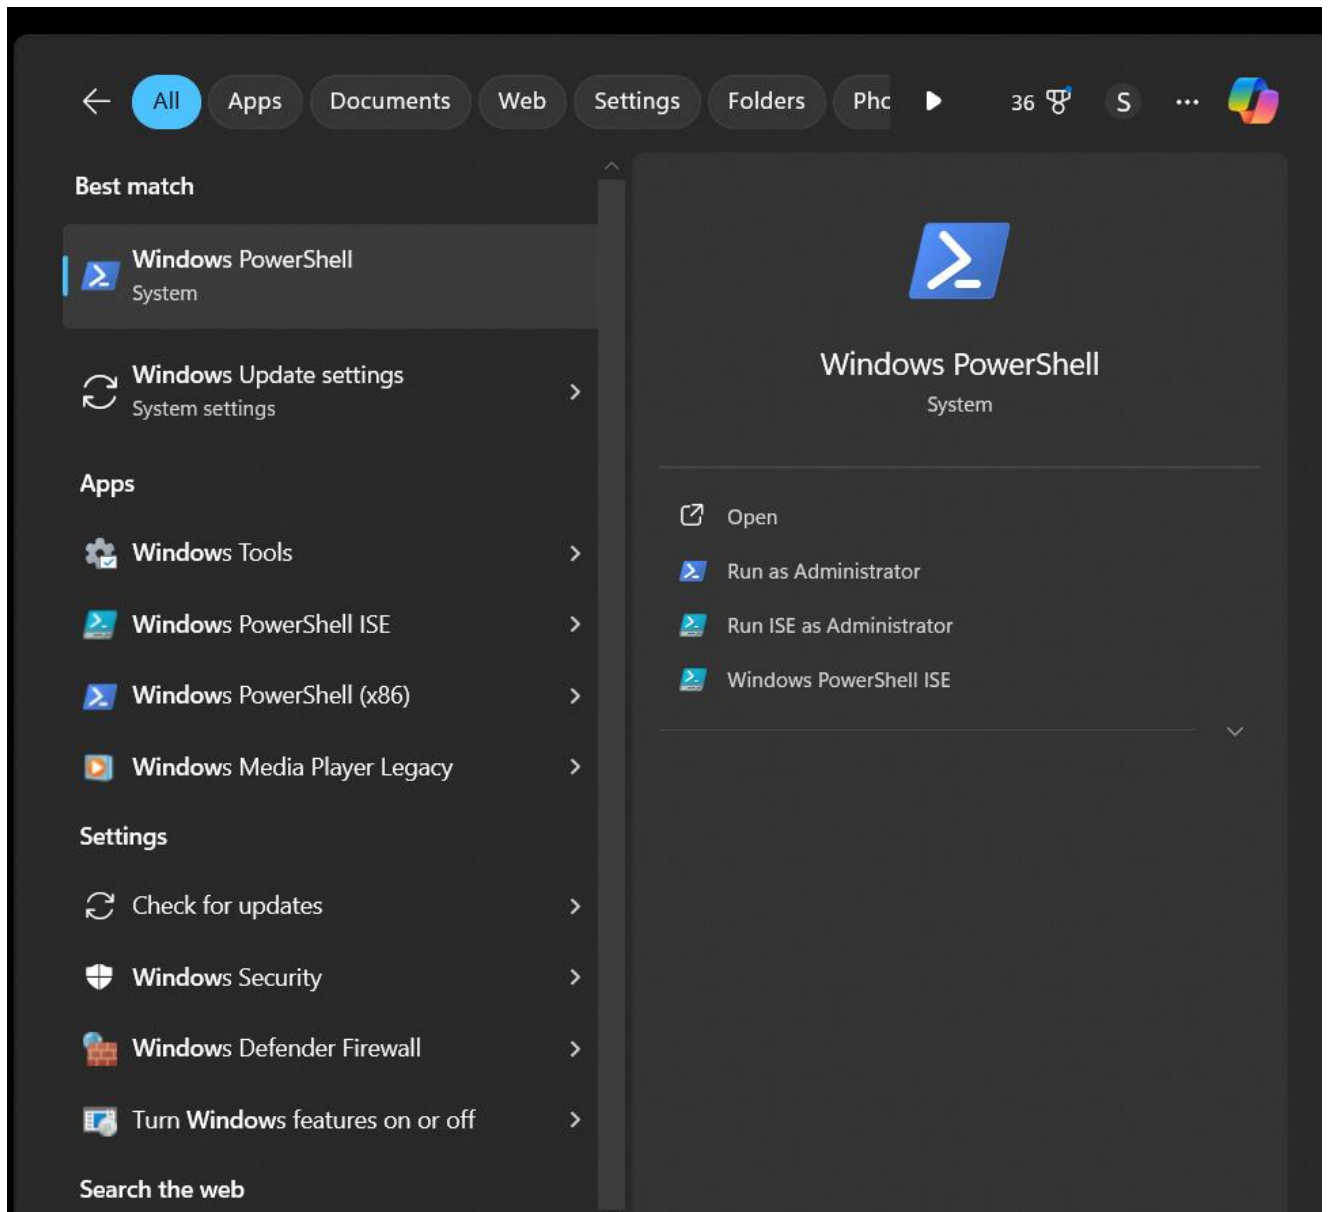 All Apps Documents Web Settings Folders Phc 36 S ...
Best match
Windows PowerShell
System
Windows Update settings
System settings
Apps
Windows Tools
Windows PowerShell ISE
Windows PowerShell (x86)
Windows Media Player Legacy
Settings
Check for updates
Windows Security
Windows Defender Firewall
Turn Windows features on or off
Search the web
Windows PowerShell
System
Open
Run as Administrator
Run ISE as Administrator
Windows PowerShell ISE